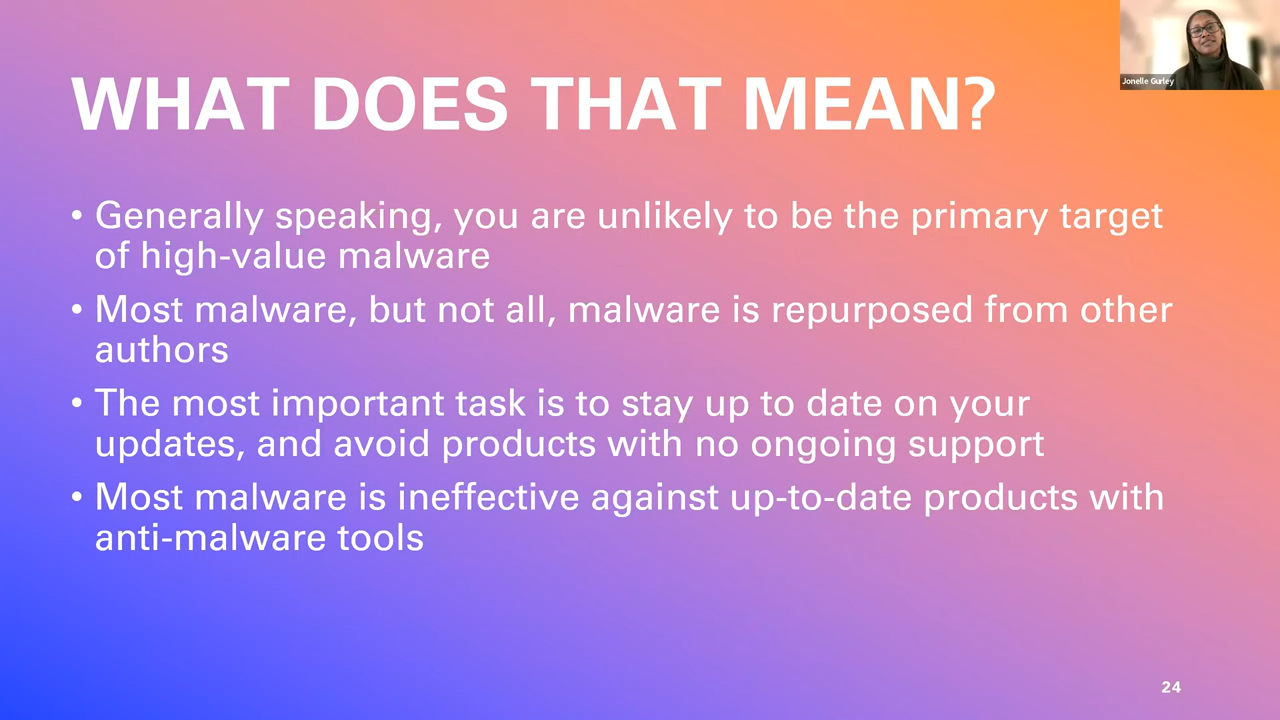 WHAT DOES THAT MEAN?
Jonelle Gurley
• Generally speaking, you are unlikely to be the primary target
of high-value malware
• Most malware, but not all, malware is repurposed from other
authors
• The most important task is to stay up to date on your
updates, and avoid products with no ongoing support
• Most malware is ineffective against up-to-date products with
anti-malware tools
24